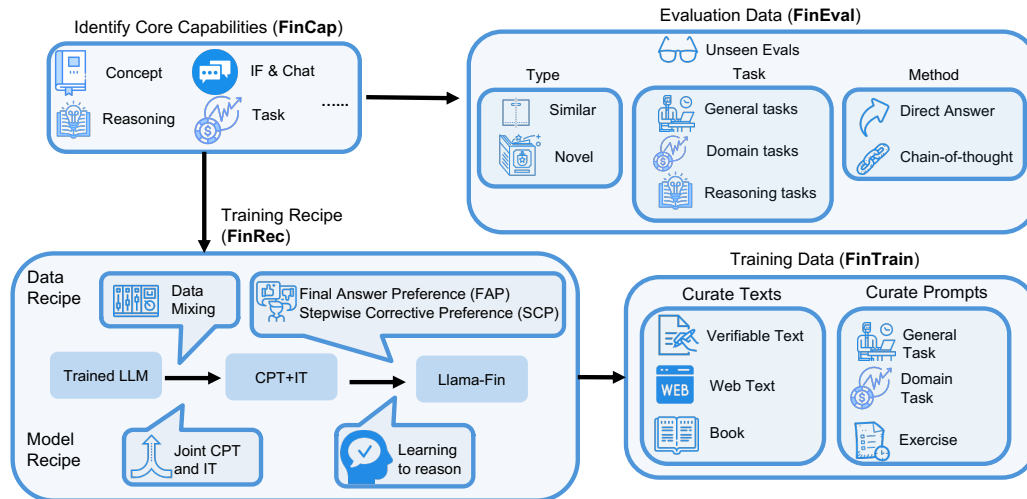 Identify Core Capabilities (FinCap)
Concept
IF & Chat
Reasoning
Task
......
Evaluation Data (FinEval)
Unseen Evals
Type
Similar
Novel
Task
General tasks
Domain tasks
Reasoning tasks
Method
Direct Answer
Chain-of-thought
Training Recipe
(FinRec)
Data
Recipe
Data
Mixing
Final Answer Preference (FAP)
Stepwise Corrective Preference (SCP)
Trained LLM
CPT+IT
Llama-Fin
Model
Recipe
Joint CPT
and IT
Learning
to reason
Training Data (FinTrain)
Curate Texts
Verifiable Text
WEB
Web Text
Book
Curate Prompts
General
Task
Domain
Task
Exercise